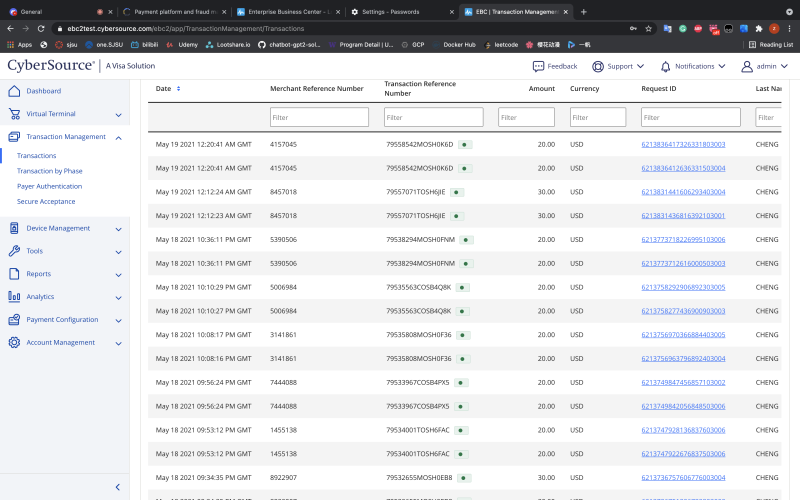 General
Payment platform and fraud m
Enterprise Business Center - L
Settings - Passwords
EBC | Transaction Management
ebc2test.cybersource.com/ebc2/app/TransactionManagement/Transactions
Apps
sjsu
one.SJSU
bilibili
Udemy
Lootshare.io
chatbot-gpt2-sol...
Program Detail | U...
GCP
Docker Hub
leetcode
樱花动漫
一帆
Reading List
CyberSource
A Visa Solution
Feedback
Support
Notifications
admin
Dashboard
Virtual Terminal
Transaction Management
Transactions
Transaction by Phase
Payer Authentication
Secure Acceptance
Device Management
Tools
Reports
Analytics
Payment Configuration
Account Management
Date Merchant Reference Number Transaction Reference Number Amount Currency Request ID Last Nar
Filter Filter Filter Filter Filter Filter
May 19 2021 12:20:41 AM GMT 4157045 79558542MOSH0K6D 20.00 USD 6213836417326331803003 CHENG
May 19 2021 12:20:41 AM GMT 4157045 79558542MOSH0K6D 20.00 USD 6213836412636331503004 CHENG
May 19 2021 12:12:24 AM GMT 8457018 79557071TOSH6JIE 30.00 USD 6213831441606293403004 CHENG
May 19 2021 12:12:23 AM GMT 8457018 79557071TOSH6JIE 30.00 USD 6213831436816392103001 CHENG
May 18 2021 10:36:11 PM GMT 5390506 79538294MOSH0FNM 20.00 USD 6213773718226995103006 CHENG
May 18 2021 10:36:11 PM GMT 5390506 79538294MOSH0FNM 20.00 USD 6213773712616000503003 CHENG
May 18 2021 10:10:29 PM GMT 5006984 79535563COSB4Q8K 20.00 USD 6213758292906892303005 CHENG
May 18 2021 10:10:27 PM GMT 5006984 79535563COSB4Q8K 20.00 USD 6213758277436900903003 CHENG
May 18 2021 10:08:17 PM GMT 3141861 79535808MOSH0F36 20.00 USD 6213756970366884403005 CHENG
May 18 2021 10:08:16 PM GMT 3141861 79535808MOSH0F36 20.00 USD 6213756963796892403004 CHENG
May 18 2021 09:56:24 PM GMT 7444088 79533967COSB4PX5 20.00 USD 6213749847456857103002 CHENG
May 18 2021 09:56:24 PM GMT 7444088 79533967COSB4PX5 20.00 USD 6213749842056848503006 CHENG
May 18 2021 09:53:12 PM GMT 1455138 79534001TOSH6FAC 20.00 USD 6213747928136837603006 CHENG
May 18 2021 09:53:12 PM GMT 1455138 79534001TOSH6FAC 20.00 USD 6213747922676837503006 CHENG
May 18 2021 09:34:35 PM GMT 8922907 79532655MOSH0EB8 30.00 USD 6213736757606776003004 CHENG